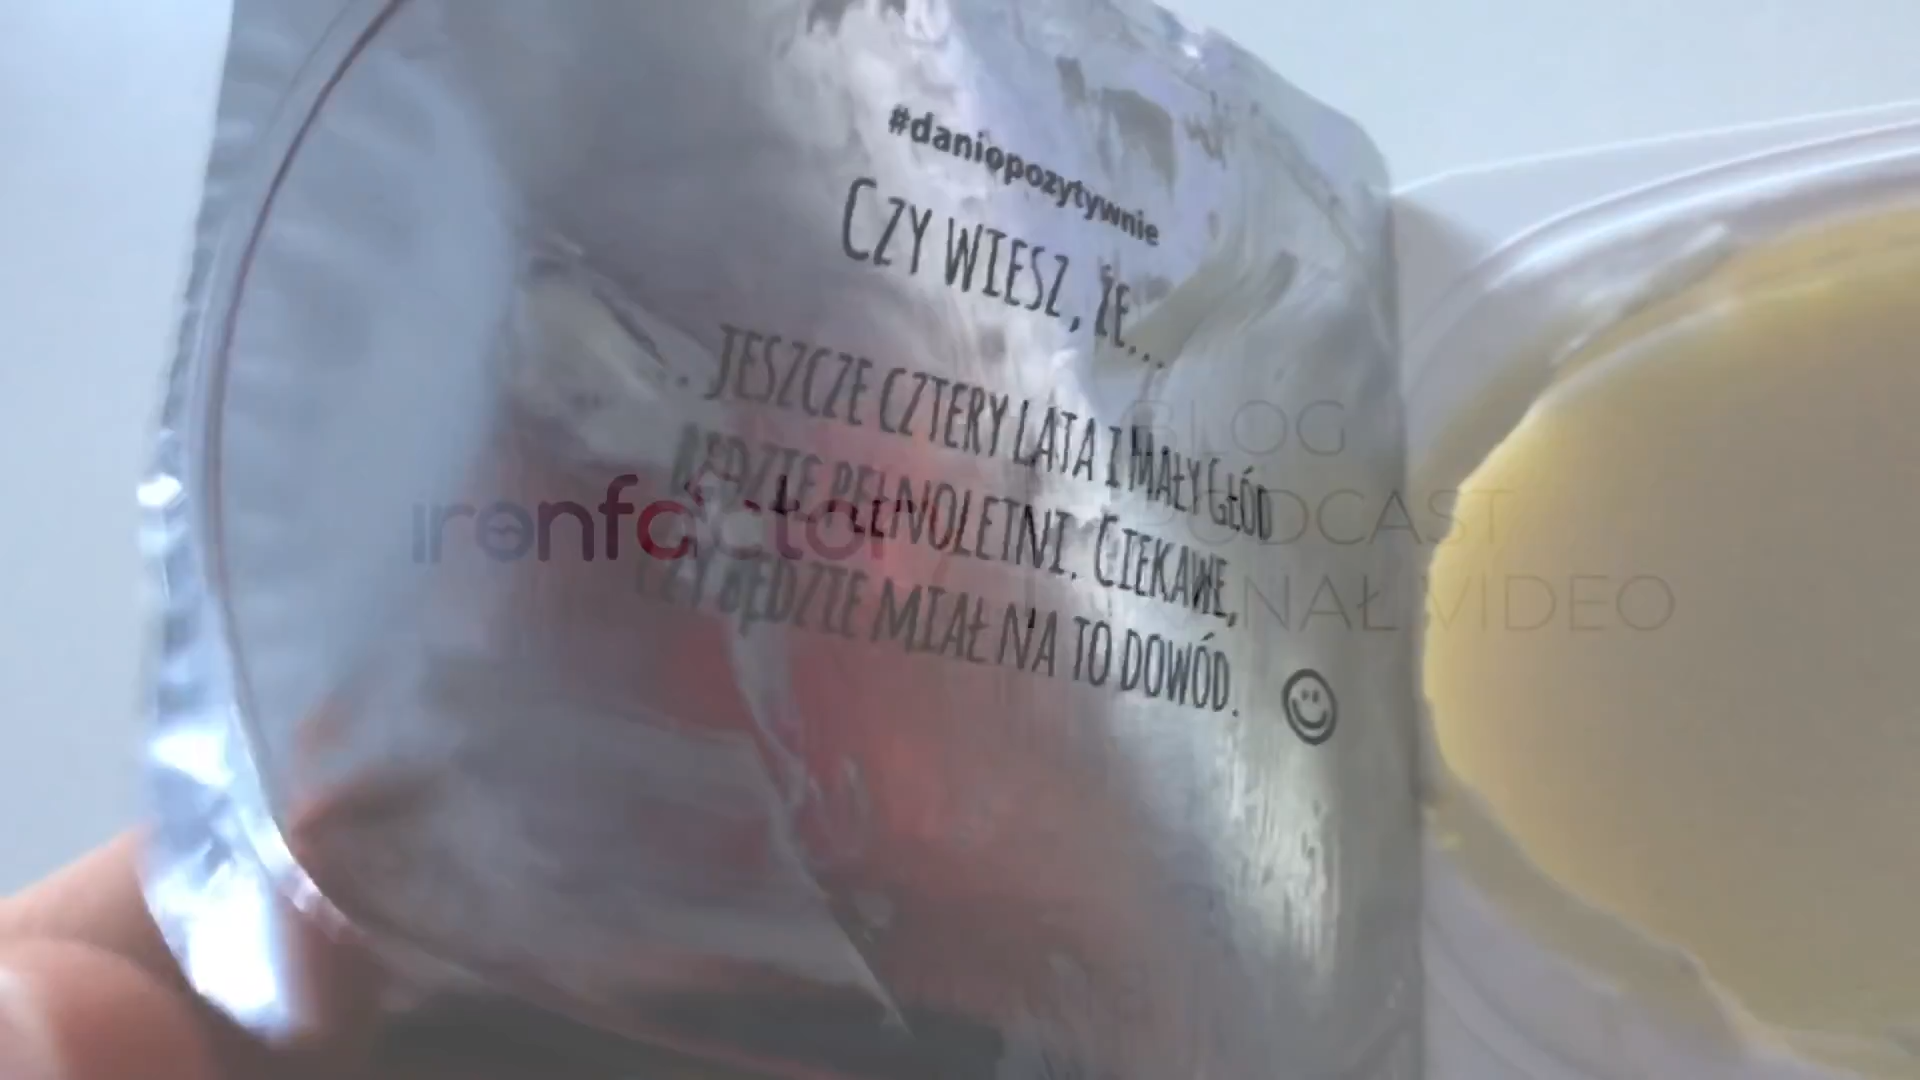 #daniopozytywnie
CZY WIESZ, ŻE...
...JESZCZE CZTERY LATA I MAŁY GŁÓD
BĘDZIE PEŁNOLETNI. CIEKAWE,
CZY BĘDZIE MIAŁ NA TO DOWÓD.
irenfactor
BLOG
PODCAST
KANAŁ VIDEO